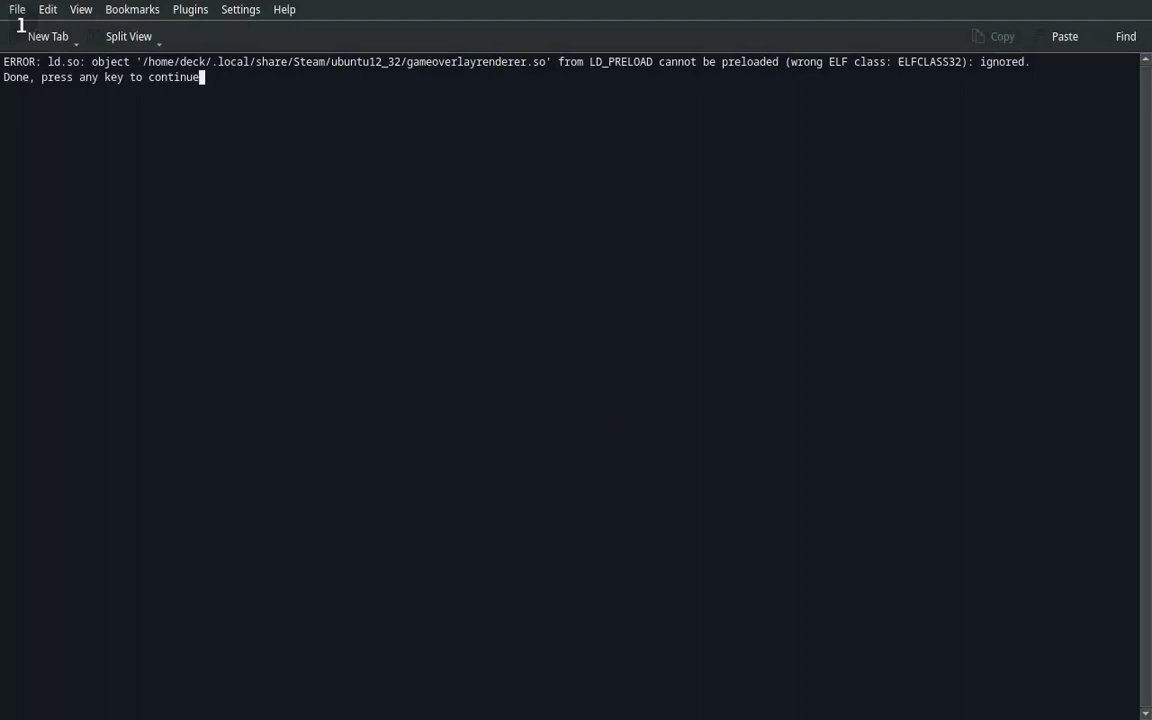 File Edit View Bookmarks Plugins Settings Help
1
New Tab Split View Copy Paste Find
ERROR: ld.so: object '/home/deck/.local/share/Steam/ubuntu12_32/gameoverlayrenderer.so' from LD_PRELOAD cannot be preloaded (wrong ELF class: ELFCLASS32): ignored.
Done, press any key to continue